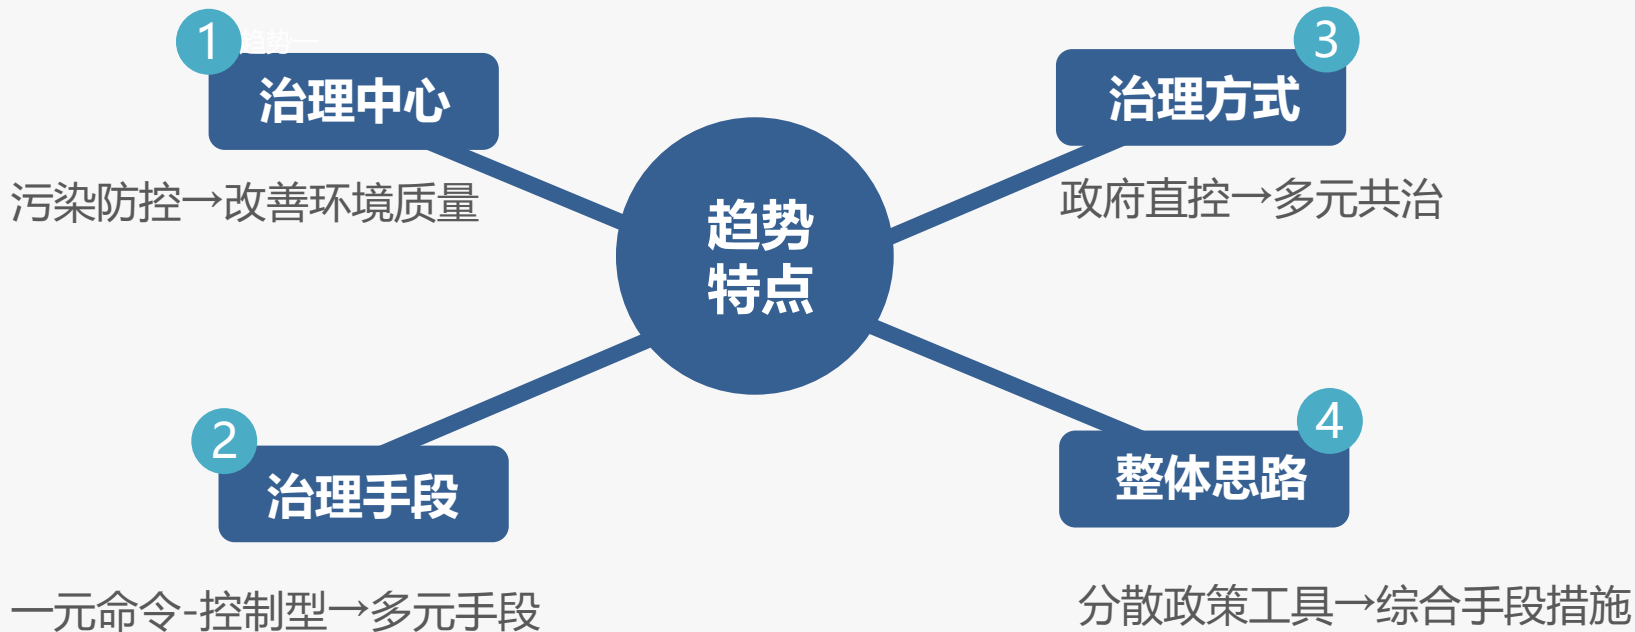 1
趋势一
治理中心
污染防控→改善环境质量
趋势
特点
3
治理方式
政府直控→多元共治
2
治理手段
一元命令-控制型→多元手段
4
整体思路
分散政策工具→综合手段措施